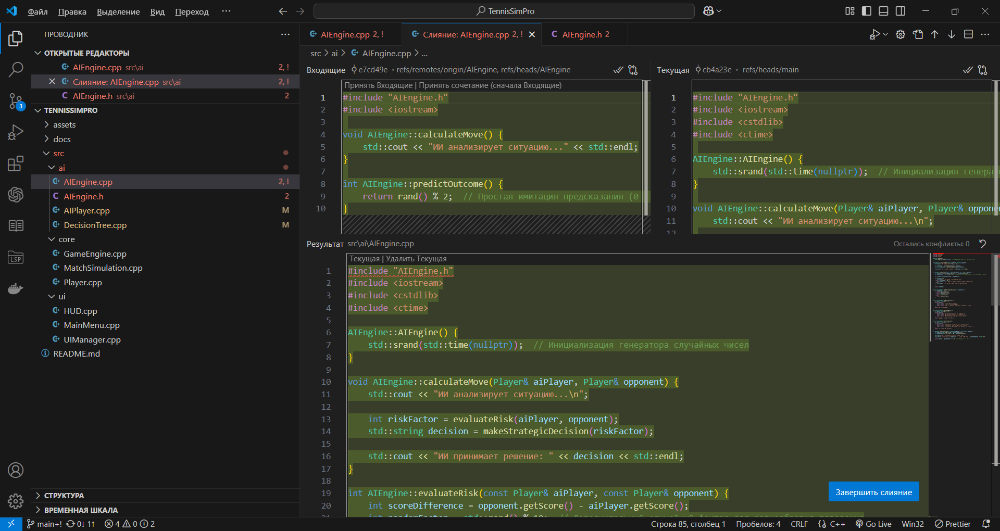 Файл Правка Выделение Вид Переход ··· TennisSimPro
ПРОВОДНИК ···
ОТКРЫТЫЕ РЕДАКТОРЫ
AIEngine.cpp src\ai 2, !
Слияние: AIEngine.cpp src\ai 2, !
AIEngine.h src\ai 2
TENNISSIMPRO
assets
docs
src
ai
AIEngine.cpp 2, !
AIEngine.h 2
AIPlayer.cpp M
DecisionTree.cpp M
core
GameEngine.cpp
MatchSimulation.cpp
Player.cpp
ui
HUD.cpp
MainMenu.cpp
UIManager.cpp
README.md
СТРУКТУРА
ВРЕМЕННАЯ ШКАЛА
3
LSP
AIEngine.cpp 2, ! Слияние: AIEngine.cpp 2, ! AIEngine.h 2
src > ai > AIEngine.cpp > ...
Входящие e7cd49e • refs/remotes/origin/AIEngine, refs/heads/AIEngine
Принять Входящие | Принять сочетание (сначала Входящие)
1 #include "AIEngine.h"
2 #include <iostream>
3
4 void AIEngine::calculateMove() {
5 std::cout << "ИИ анализирует ситуацию..." << std::endl;
6 }
7
8 int AIEngine::predictOutcome() {
9 return rand() % 2; // Простая имитация предсказания (0
10 }
Текущая cb4a23e • refs/heads/main
1 #include "AIEngine.h"
2 #include <iostream>
3 #include <cstdlib>
4 #include <ctime>
5
6 AIEngine::AIEngine() {
7 std::srand(std::time(nullptr)); // Инициализация генерат
8 }
9
10 void AIEngine::calculateMove(Player& aiPlayer, Player& oppone
11 std::cout << "ИИ анализирует ситуацию...\n";
12
Результат src\ai\AIEngine.cpp Остались конфликты: 0
Текущая | Удалить Текущая
1 #include "AIEngine.h"
2 #include <iostream>
3 #include <cstdlib>
4 #include <ctime>
5
6 AIEngine::AIEngine() {
7 std::srand(std::time(nullptr)); // Инициализация генератора случайных чисел
8 }
9
10 void AIEngine::calculateMove(Player& aiPlayer, Player& opponent) {
11 std::cout << "ИИ анализирует ситуацию...\n";
12
13 int riskFactor = evaluateRisk(aiPlayer, opponent);
14 std::string decision = makeStrategicDecision(riskFactor);
15
16 std::cout << "ИИ принимает решение: " << decision << std::endl;
17 }
18
19 int AIEngine::evaluateRisk(const Player& aiPlayer, const Player& opponent) {
20 int scoreDifference = opponent.getScore() - aiPlayer.getScore();
Завершить слияние
main+! 0↓ 1↑ 4 0 2 Строка 85, столбец 1 Пробелов: 4 CRLF C++ Go Live Win32 Prettier